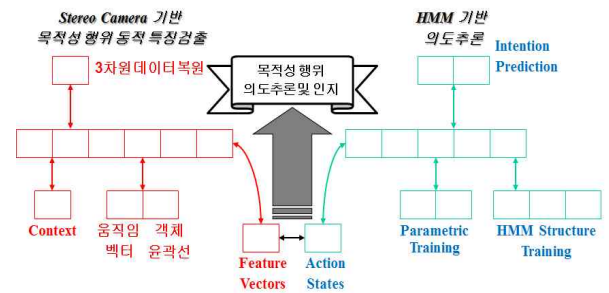 Stereo Camera 기반
목적성 행위 동적 특징검출
3차원데이터복원
Context
움직임
벡터
객체
윤곽선
목적성 행위
의도추론및 인지
Feature
Vectors
Action
States
HMM 기반
의도추론
Intention
Prediction
Parametric
Training
HMM Structure
Training